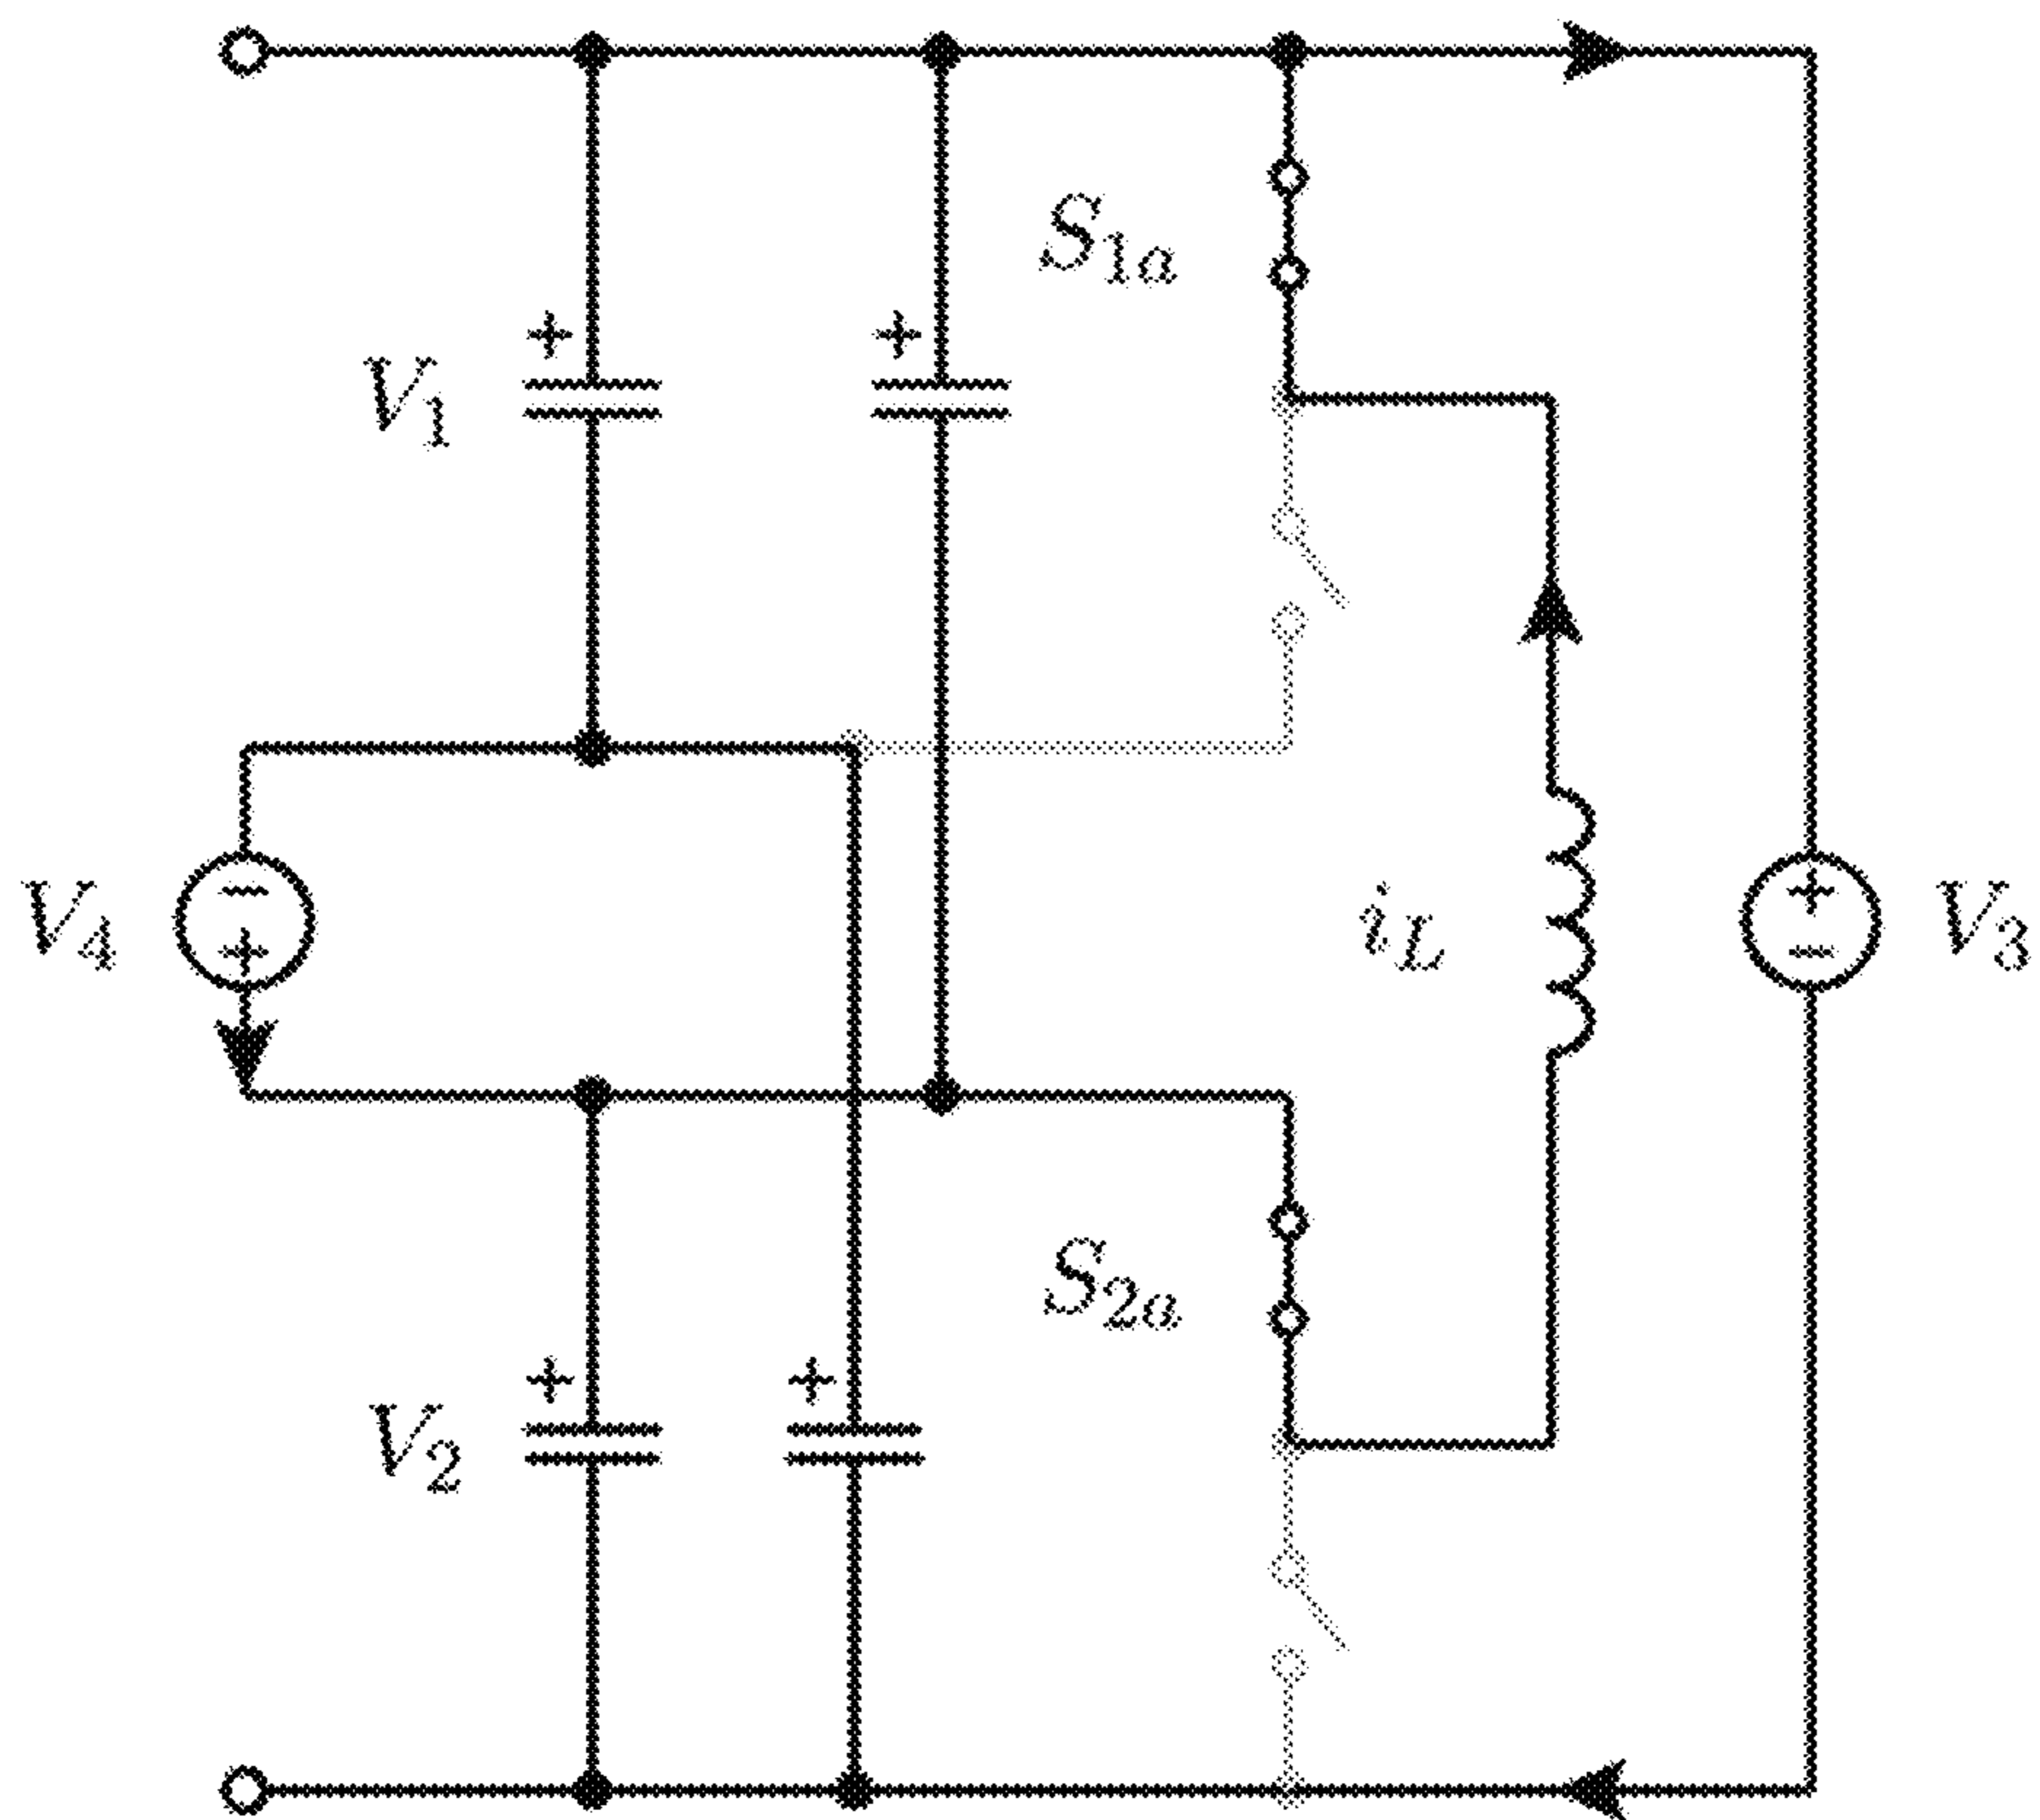 S1a
+ +
V1
V4
−
+
iL
+
−
V3
S2a
+ +
V2